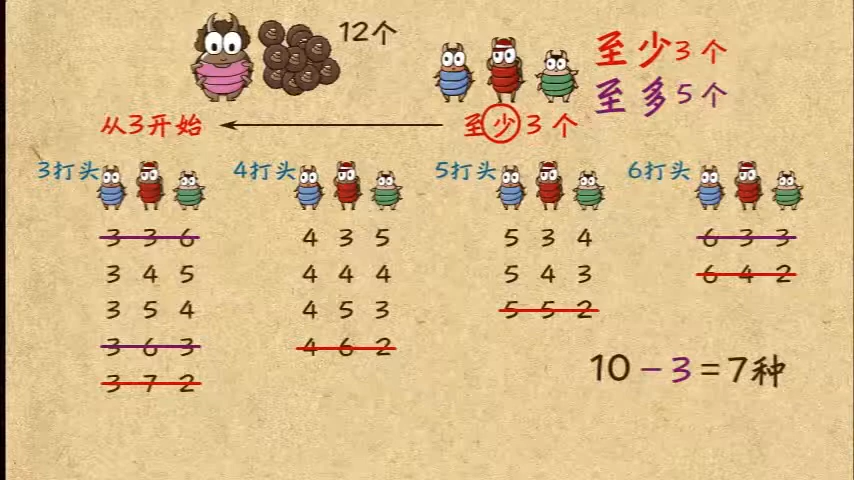 12个
至少3个
至多5个
从3开始
至少3个
3打头
3 3 6
3 4 5
3 5 4
3 6 3
3 7 2
4打头
4 3 5
4 4 4
4 5 3
4 6 2
5打头
5 3 4
5 4 3
5 5 2
6打头
6 3 3
6 4 2
10-3=7种